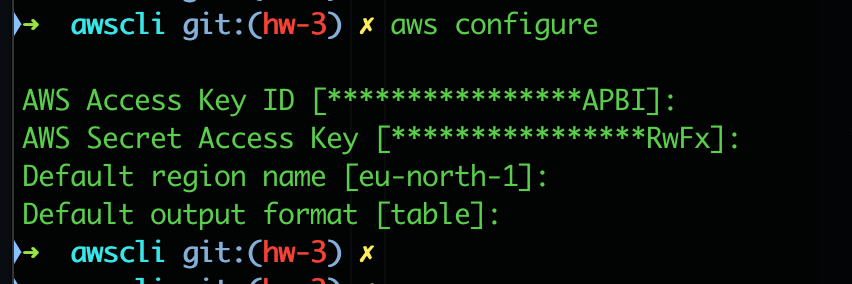 ➜ awscli git:(hw-3) ✗ aws configure
AWS Access Key ID [****************APBI]:
AWS Secret Access Key [****************RwFx]:
Default region name [eu-north-1]:
Default output format [table]:
➜ awscli git:(hw-3) ✗